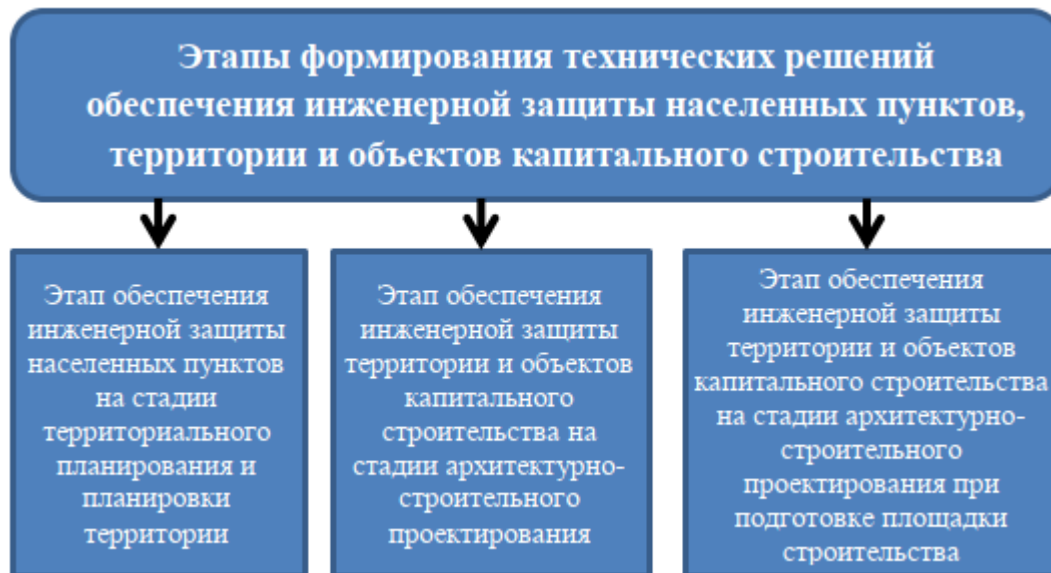 Этапы формирования технических решений
обеспечения инженерной защиты населенных пунктов,
территории и объектов капитального строительства
Этап обеспечения
инженерной защиты
населенных пунктов
на стадии
территориального
планирования и
планировки
территории
Этап обеспечения
инженерной защиты
территории и объектов
капитального
строительства на
стадии архитектурно-
строительного
проектирования
Этап обеспечения
инженерной защиты
территории и объектов
капитального строительства
на стадии архитектурно-
строительного
проектирования при
подготовке площадки
строительства